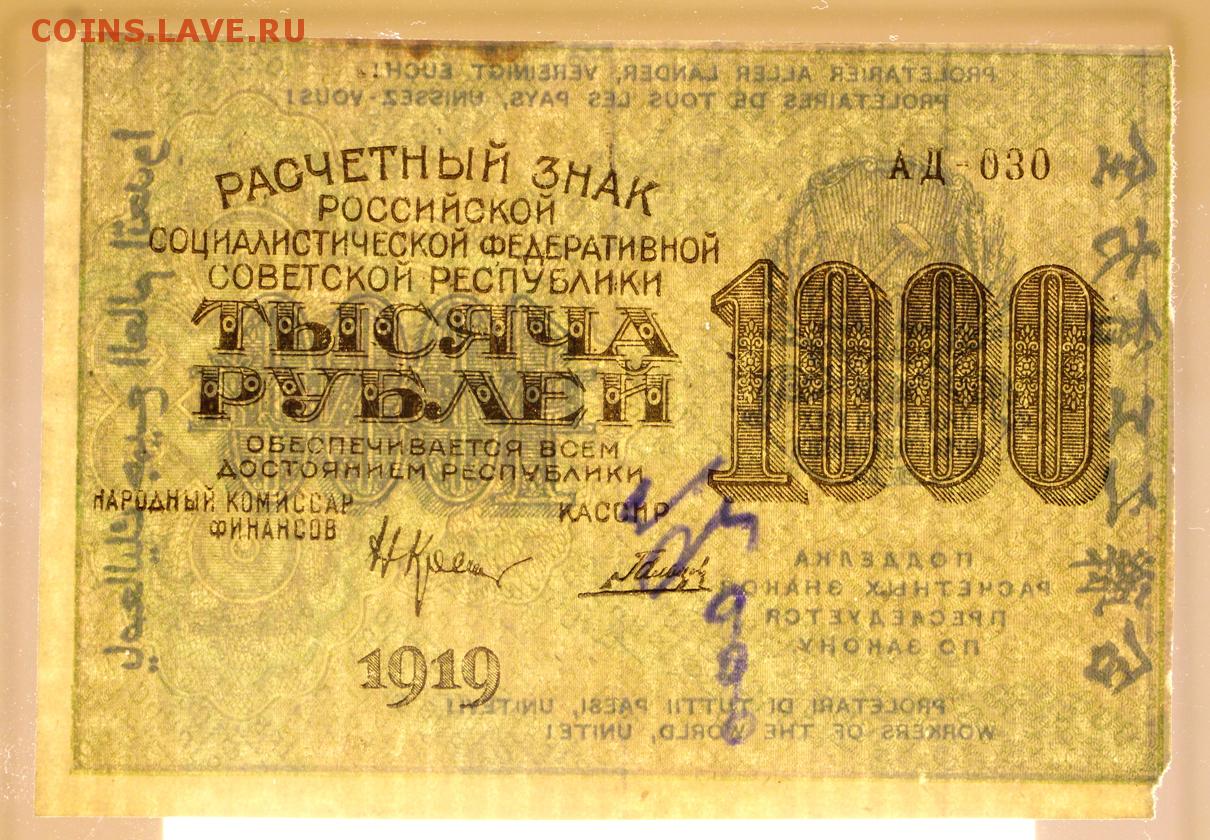 COINS.LAVE.RU
PROLETARIER ALLER LÄNDER, VEREINIGT EUCH!
PROLÉTAIRES DE TOUS LES PAYS, UNISSEZ-VOUS!
АД-030
РАСЧЕТНЫЙ ЗНАК
РОССИЙСКОЙ
СОЦИАЛИСТИЧЕСКОЙ ФЕДЕРАТИВНОЙ
СОВЕТСКОЙ РЕСПУБЛИКИ
ТЫСЯЧА
РУБЛЕЙ
1000
ОБЕСПЕЧИВАЕТСЯ ВСЕМ
ДОСТОЯНИЕМ РЕСПУБЛИКИ
НАРОДНЫЙ КОМИССАР
ФИНАНСОВ
КАССИР
1919
ПОДДЕЛКА
РАСЧЕТНЫХ ЗНАКОВ
ПРЕСЛЕДУЕТСЯ
ПО ЗАКОНУ
PROLETARI DI TUTTI I PAESI, UNITEVI!
WORKERS OF THE WORLD, UNITE!